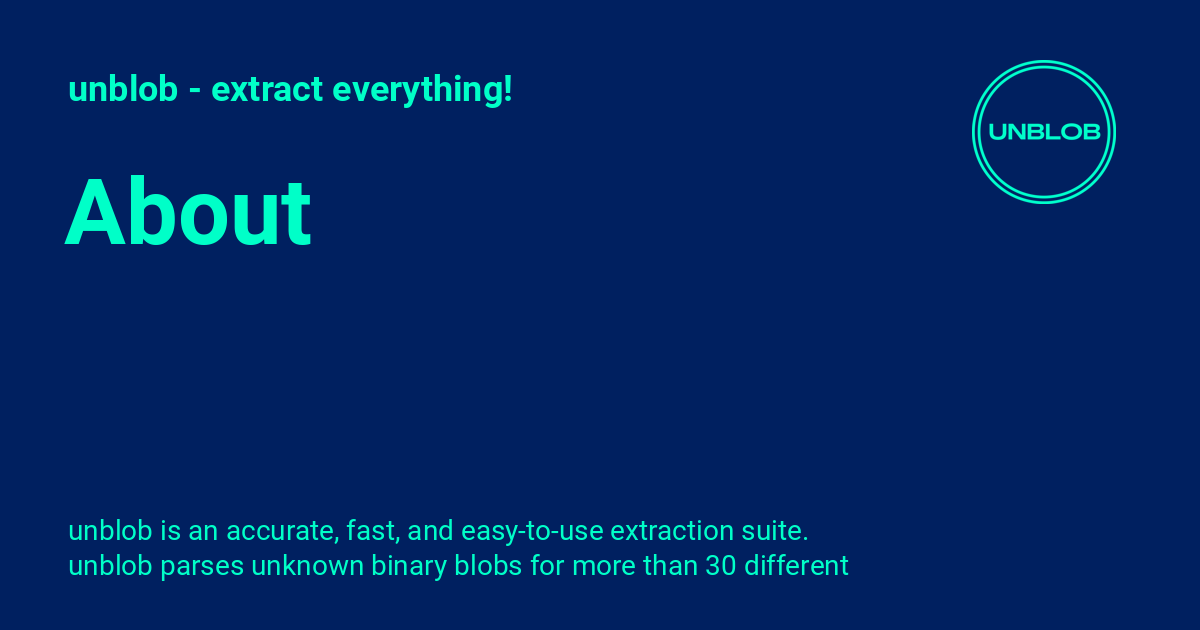 unblob - extract everything!
UNBLOB
About
unblob is an accurate, fast, and easy-to-use extraction suite.
unblob parses unknown binary blobs for more than 30 different